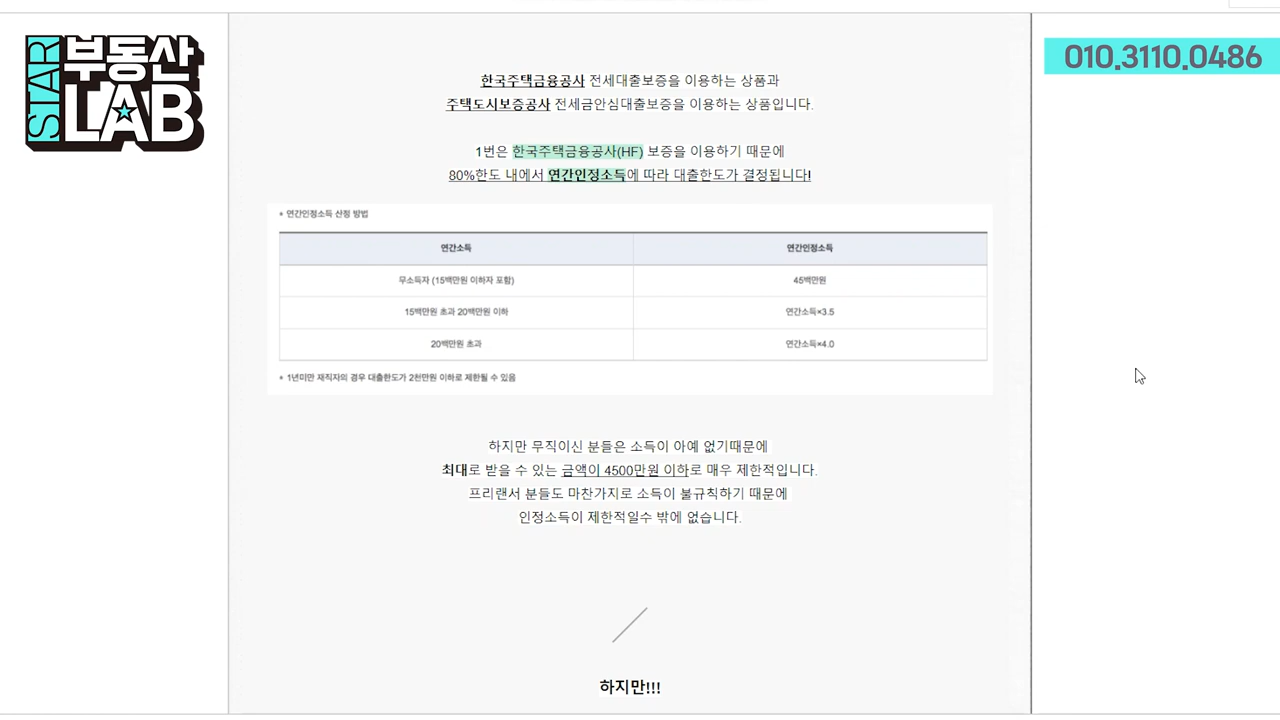 STAR 부동산
LAB
010.3110.0486
한국주택금융공사 전세대출보증을 이용하는 상품과
주택도시보증공사 전세금안심대출보증을 이용하는 상품입니다.
1번은 한국주택금융공사(HF) 보증을 이용하기 때문에
80%한도 내에서 연간인정소득에 따라 대출한도가 결정됩니다!
* 연간인정소득 산정 방법
연간소득 연간인정소득
무소득자 (15백만원 이하자 포함) 45백만원
15백만원 초과 20백만원 이하 연간소득×3.5
20백만원 초과 연간소득×4.0
* 1년미만 재직자의 경우 대출한도가 2천만원 이하로 제한될 수 있음
하지만 무직이신 분들은 소득이 아예 없기때문에
최대로 받을 수 있는 금액이 4500만원 이하로 매우 제한적입니다.
프리랜서 분들도 마찬가지로 소득이 불규칙하기 때문에
인정소득이 제한적일수 밖에 없습니다.
하지만!!!